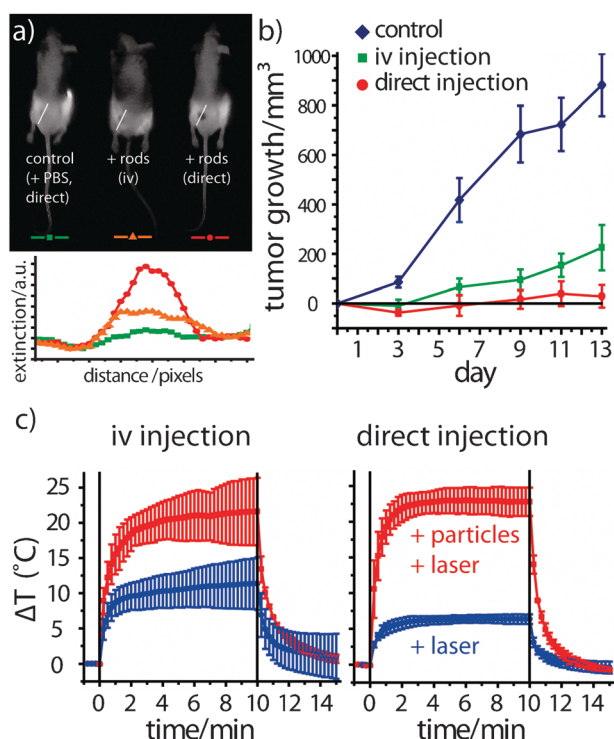 a)
control
(+ PBS,
direct)
+ rods
(iv)
+ rods
(direct)
extinction/a.u.
distance/pixels
b)
control
iv injection
direct injection
tumor growth/mm³
1000
800
600
400
200
0
1 3 5 7 9 11 13
day
c)
iv injection
direct injection
ΔT (°C)
25
20
15
10
5
0
0 2 4 6 8 10 12 14
time/min
+ particles
+ laser
+ laser
0 2 4 6 8 10 12 14
time/min